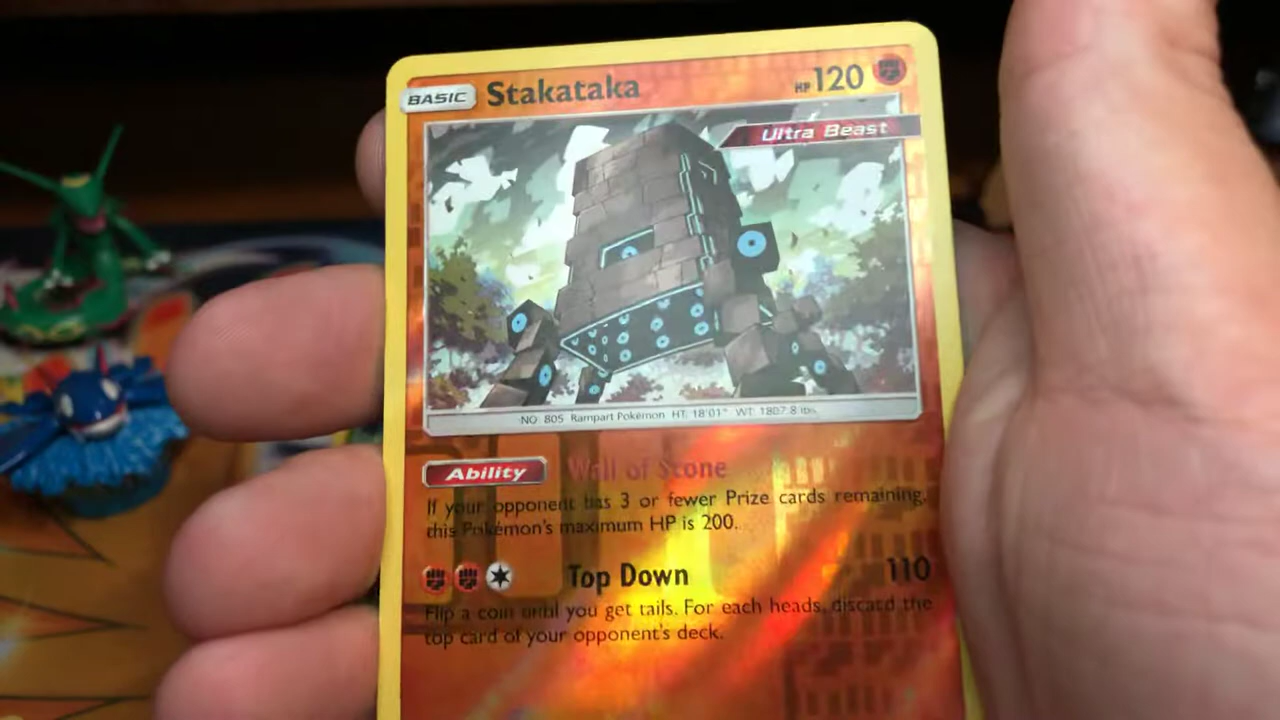 BASIC Stakataka HP 120
Ultra Beast
NO. 805 Rampart Pokémon HT: 18'01" WT: 1807.8 lbs.
Ability Wall of Stone
If your opponent has 3 or fewer Prize cards remaining,
this Pokémon's maximum HP is 200.
Top Down 110
Flip a coin until you get tails. For each heads, discard the
top card of your opponent's deck.